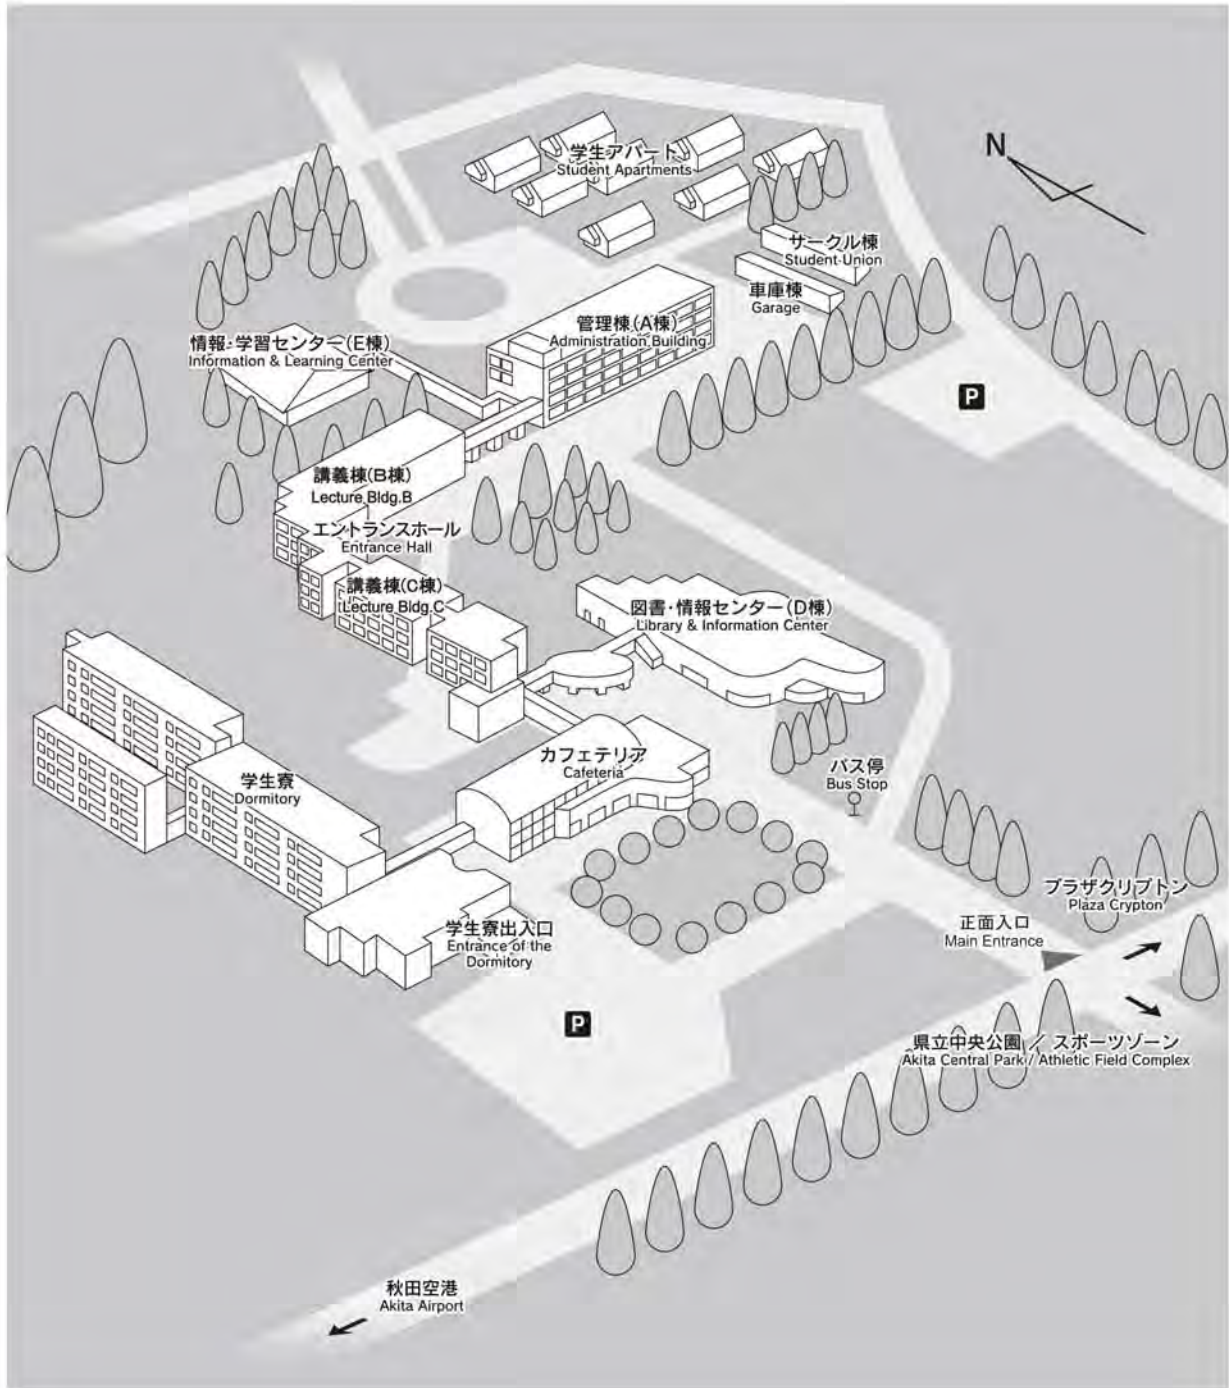 学生アパート
Student Apartments
N
サークル棟
Student Union
車庫棟
Garage
管理棟(A棟)
Administration Building
情報・学習センター(E棟)
Information & Learning Center
P
講義棟(B棟)
Lecture Bldg.B
エントランスホール
Entrance Hall
講義棟(C棟)
Lecture Bldg.C
図書・情報センター(D棟)
Library & Information Center
カフェテリア
Cafeteria
バス停
Bus Stop
学生寮
Dormitory
プラザクリプトン
Plaza Crypton
学生寮出入口
Entrance of the
Dormitory
正面入口
Main Entrance
P
県立中央公園 / スポーツゾーン
Akita Central Park / Athletic Field Complex
秋田空港
Akita Airport